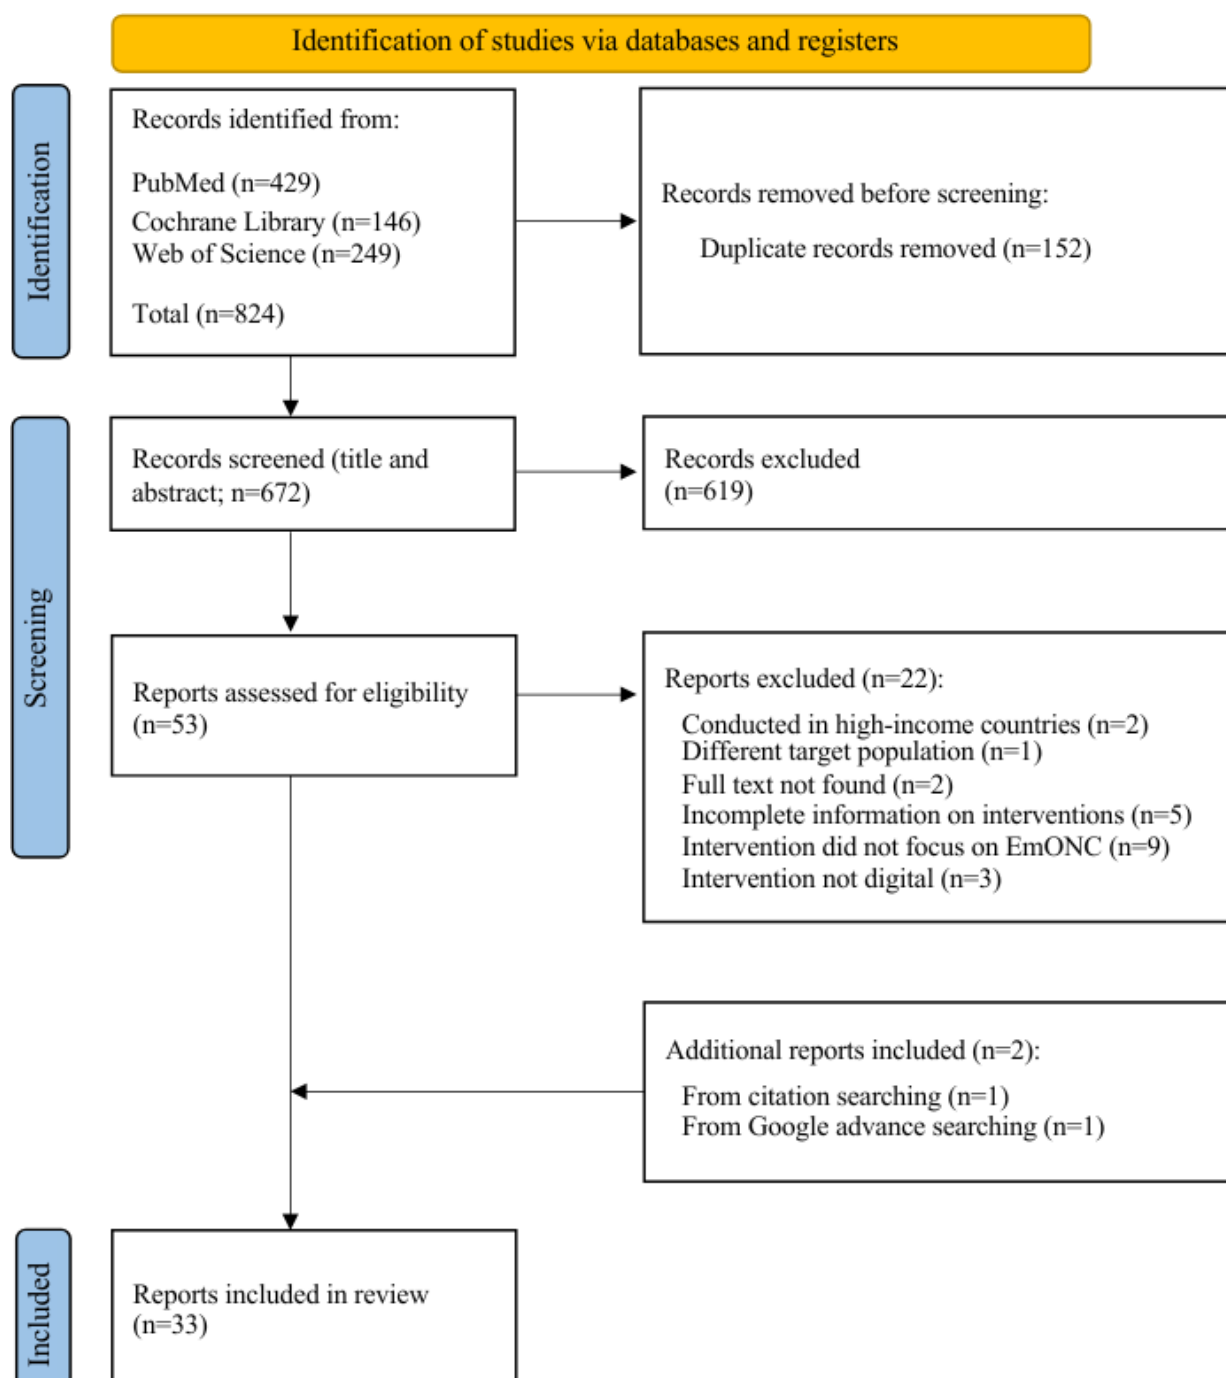 Identification of studies via databases and registers
Identification
Records identified from:
PubMed (n=429)
Cochrane Library (n=146)
Web of Science (n=249)
Total (n=824)
Records removed before screening:
Duplicate records removed (n=152)
Screening
Records screened (title and
abstract; n=672)
Records excluded
(n=619)
Reports assessed for eligibility
(n=53)
Reports excluded (n=22):
Conducted in high-income countries (n=2)
Different target population (n=1)
Full text not found (n=2)
Incomplete information on interventions (n=5)
Intervention did not focus on EmONC (n=9)
Intervention not digital (n=3)
Additional reports included (n=2):
From citation searching (n=1)
From Google advance searching (n=1)
Included
Reports included in review
(n=33)